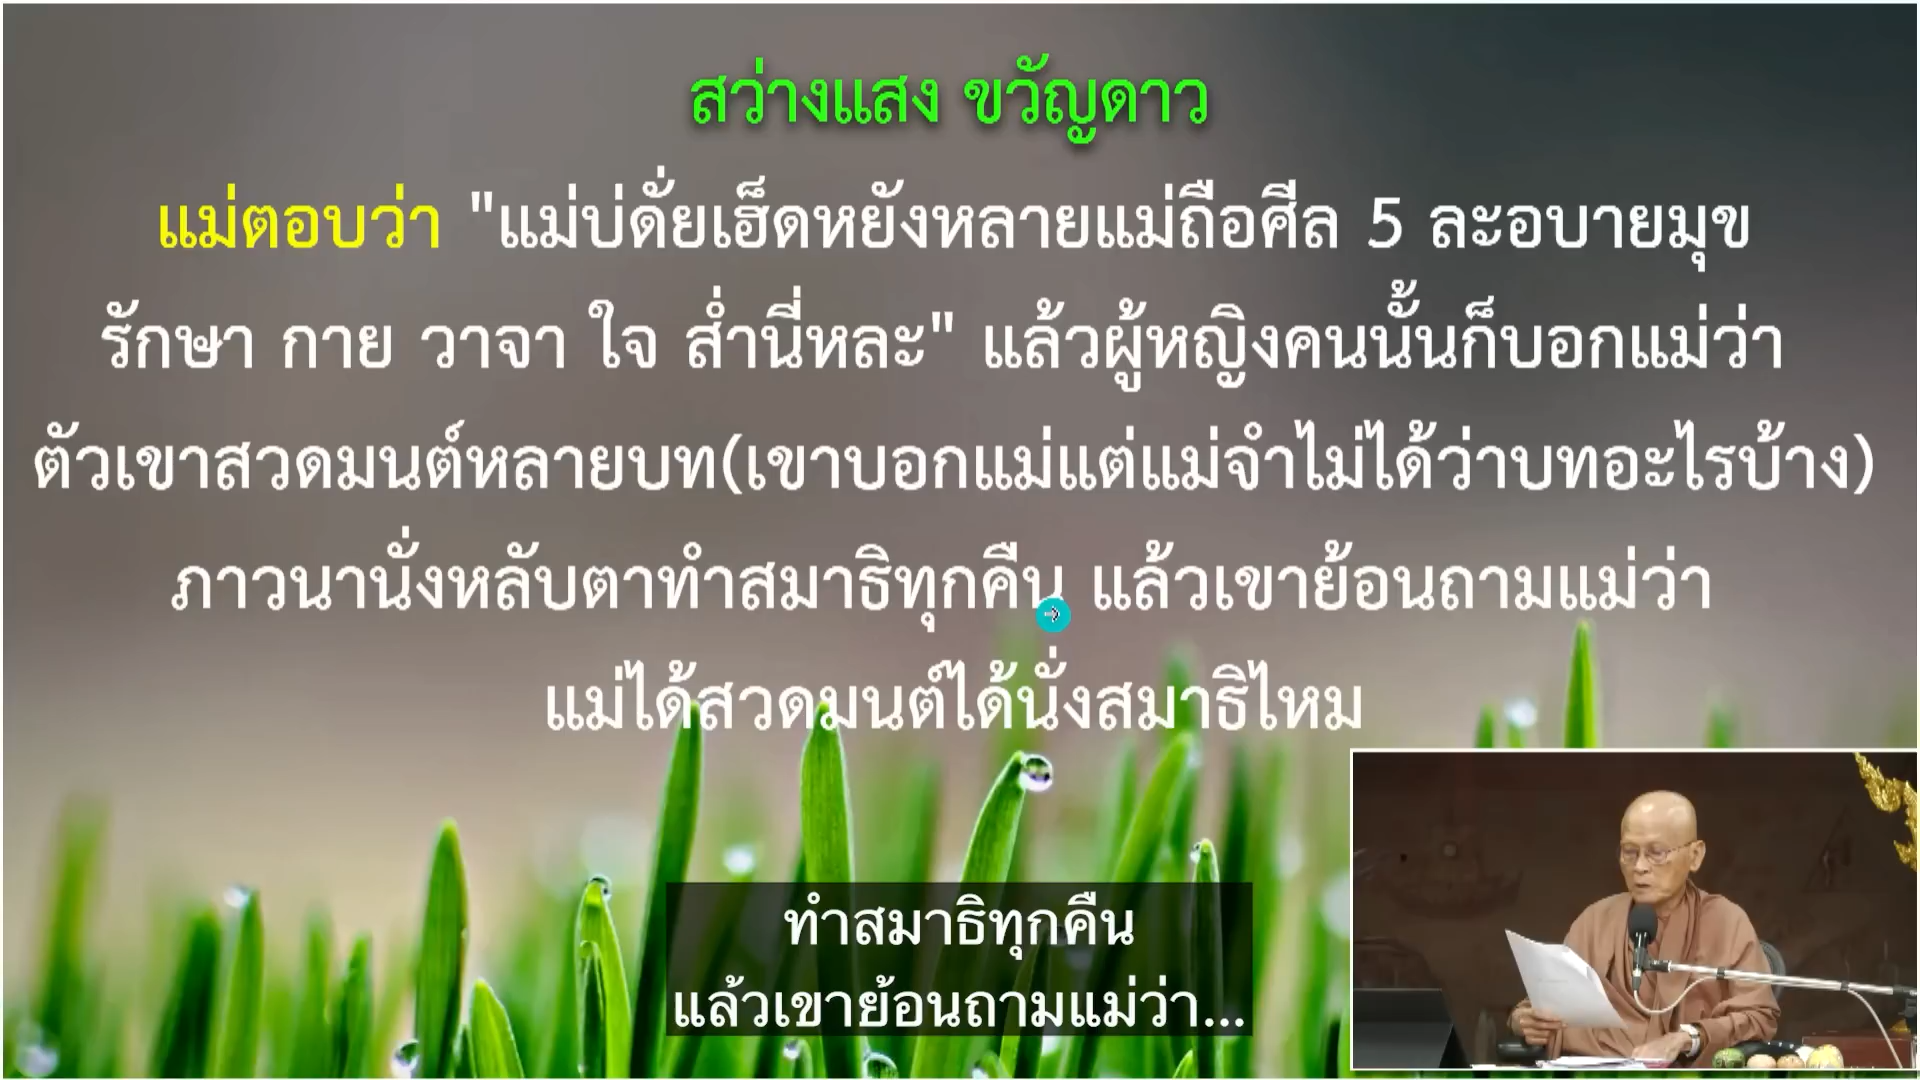 สว่างแสง ขวัญดาว
แม่ตอบว่า "แม่บ่ดั่ยเฮ็ดหยังหลายแม่ถือศีล 5 ละอบายมุข
รักษา กาย วาจา ใจ ส่ำนี่หละ" แล้วผู้หญิงคนนั้นก็บอกแม่ว่า
ตัวเขาสวดมนต์หลายบท(เขาบอกแม่แต่แม่จำไม่ได้ว่าบทอะไรบ้าง)
ภาวนานั่งหลับตาทำสมาธิทุกคืน แล้วเขาย้อนถามแม่ว่า
แม่ได้สวดมนต์ได้นั่งสมาธิไหม
ทำสมาธิทุกคืน
แล้วเขาย้อนถามแม่ว่า...